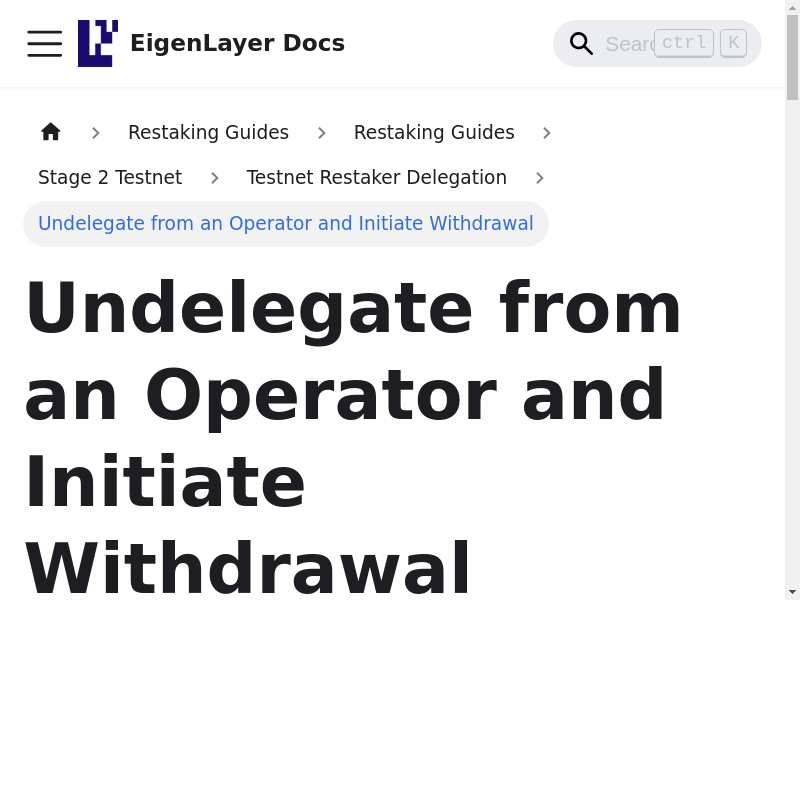 EigenLayer Docs
ctrl K
Restaking Guides
Restaking Guides
Stage 2 Testnet
Testnet Restaker Delegation
Undelegate from an Operator and Initiate Withdrawal
Undelegate from
an Operator and
Initiate
Withdrawal